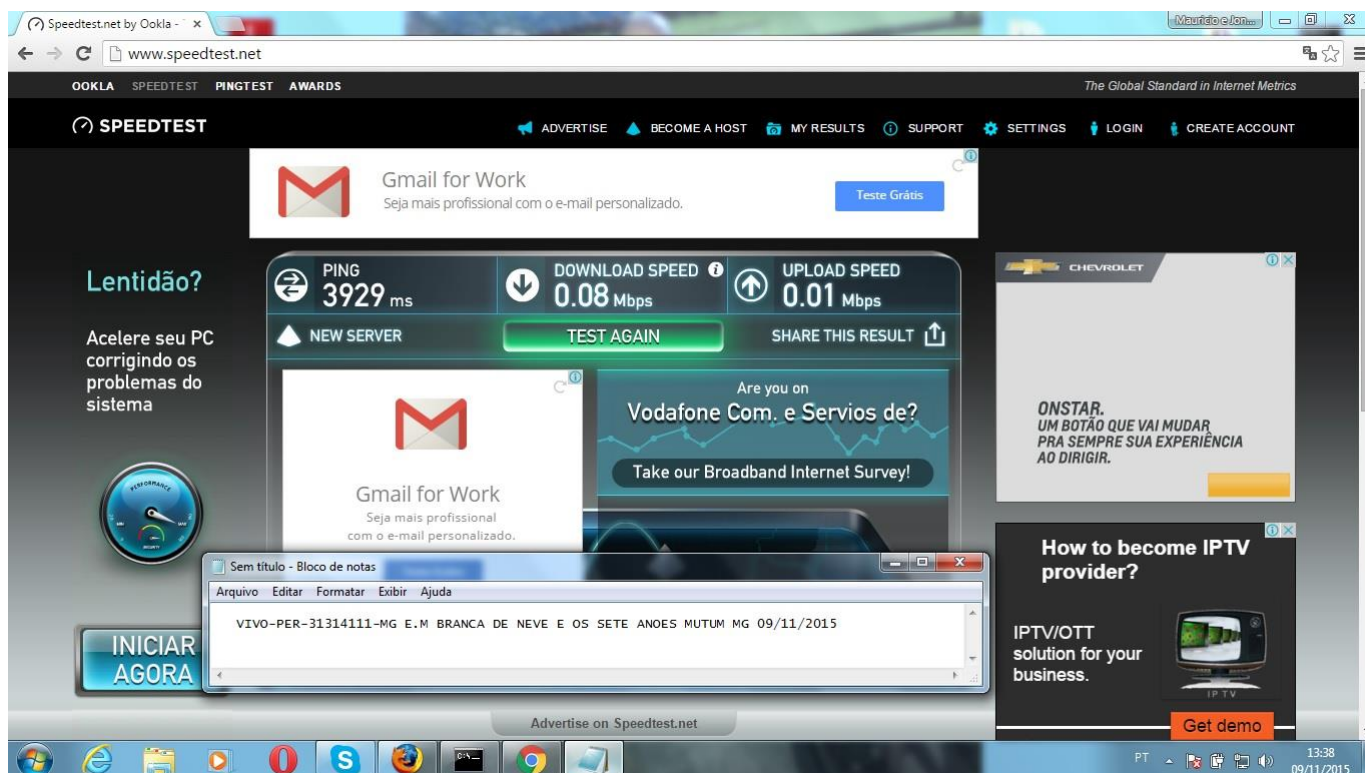 Speedtest.net by Ookla -
Mauricio e Jon...
www.speedtest.net
OOKLA SPEEDTEST PINGTEST AWARDS
The Global Standard in Internet Metrics
SPEEDTEST
ADVERTISE BECOME A HOST MY RESULTS SUPPORT SETTINGS LOGIN CREATE ACCOUNT
Gmail for Work
Seja mais profissional com o e-mail personalizado.
Teste Grátis
Lentidão?
Acelere seu PC
corrigindo os
problemas do
sistema
PERFORMANCE
SECURITY
INICIAR
AGORA
PING
3929 ms
DOWNLOAD SPEED
0.08 Mbps
UPLOAD SPEED
0.01 Mbps
NEW SERVER
TEST AGAIN
SHARE THIS RESULT
Gmail for Work
Seja mais profissional
com o e-mail personalizado.
Are you on
Vodafone Com. e Servios de?
Take our Broadband Internet Survey!
CHEVROLET
ONSTAR.
UM BOTÃO QUE VAI MUDAR
PRA SEMPRE SUA EXPERIÊNCIA
AO DIRIGIR.
How to become IPTV
provider?
IPTV/OTT
solution for your
business.
IP TV
Get demo
Sem título - Bloco de notas
Arquivo Editar Formatar Exibir Ajuda
VIVO-PER-31314111-MG E.M BRANCA DE NEVE E OS SETE ANOES MUTUM MG 09/11/2015
Advertise on Speedtest.net
PT
13:38
09/11/2015